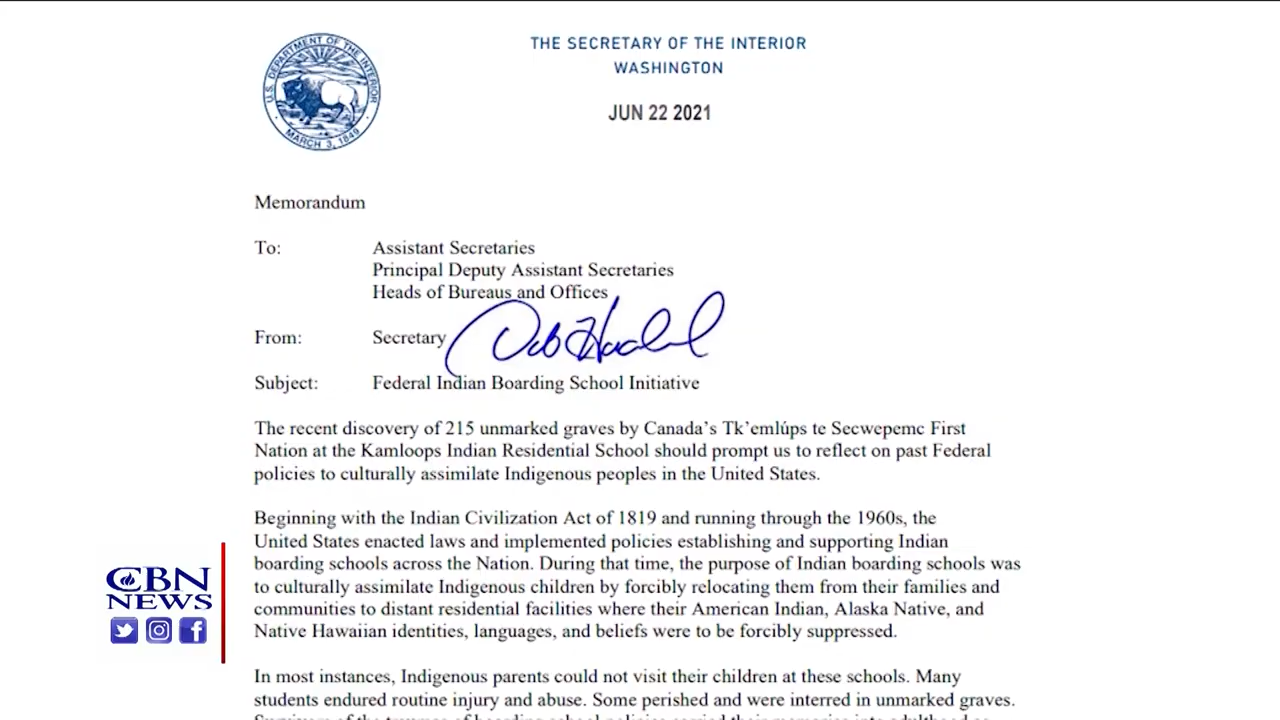 U.S. DEPARTMENT OF THE INTERIOR
MARCH 3, 1849
THE SECRETARY OF THE INTERIOR
WASHINGTON
JUN 22 2021
Memorandum
To: Assistant Secretaries
Principal Deputy Assistant Secretaries
Heads of Bureaus and Offices
From: Secretary Deb Haaland
Subject: Federal Indian Boarding School Initiative
The recent discovery of 215 unmarked graves by Canada's Tk'emlúps te Secwepemc First
Nation at the Kamloops Indian Residential School should prompt us to reflect on past Federal
policies to culturally assimilate Indigenous peoples in the United States.
Beginning with the Indian Civilization Act of 1819 and running through the 1960s, the
United States enacted laws and implemented policies establishing and supporting Indian
boarding schools across the Nation. During that time, the purpose of Indian boarding schools was
to culturally assimilate Indigenous children by forcibly relocating them from their families and
communities to distant residential facilities where their American Indian, Alaska Native, and
Native Hawaiian identities, languages, and beliefs were to be forcibly suppressed.
In most instances, Indigenous parents could not visit their children at these schools. Many
students endured routine injury and abuse. Some perished and were interred in unmarked graves.
CBN
NEWS